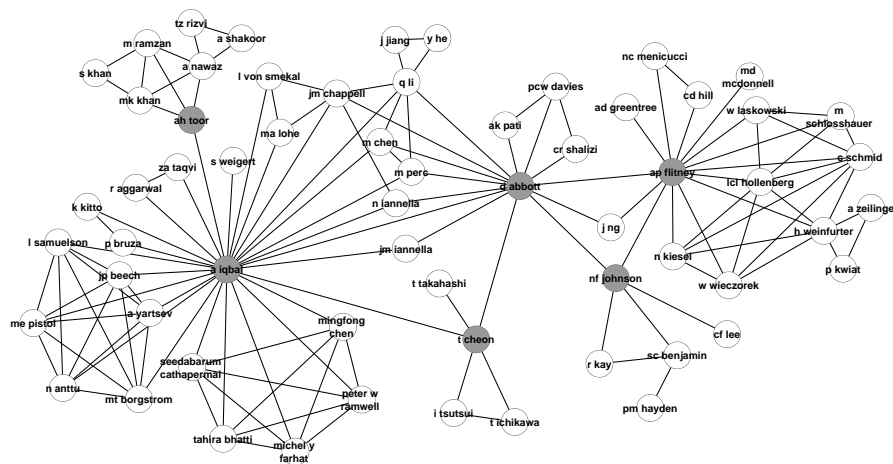 tz rizvi
a shakoor
m ramzan
a nawaz
s khan
mk khan
ah toor
j jiang
y he
l von smekal
jm chappell
q li
ma lohe
m chen
m perc
s weigert
n iannella
jm iannella
za taqvi
r aggarwal
k kitto
p bruza
l samuelson
jp beech
a iqbal
me pistol
a yartsev
n anttu
mt borgstrom
seedabarum
cathapermal
mingfong
chen
peter w
ramwell
tahira bhatti
michel y
farhat
pcw davies
ak pati
cr shalizi
d abbott
t takahashi
t cheon
i tsutsui
t ichikawa
nc menicucci
md
mcdonnell
cd hill
ad greentree
w laskowski
m
schlosshauer
c schmid
ap flitney
lcl hollenberg
a zeilinger
h weinfurter
j ng
n kiesel
p kwiat
w wieczorek
nf johnson
cf lee
sc benjamin
r kay
pm hayden